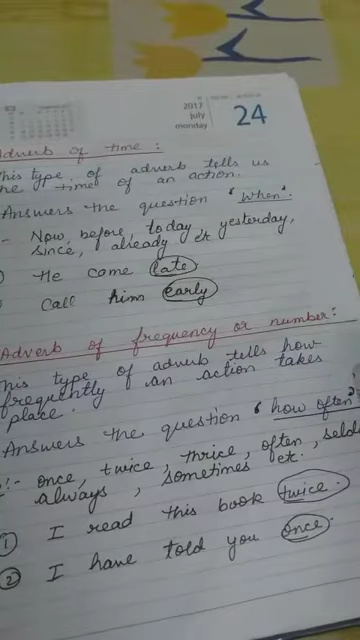 2017
july
monday
24
Adverb of time :
This type of adverb tells us
the time of an action.
Answers the question "When".
:- Now, before, today, yesterday,
since, already etc
He came late.
Call him early
Adverb of frequency or number :
This type of adverb tells how
frequently an action takes
place.
Answers the question "how often"
:- once, twice, thrice, often, seldo
always, sometimes etc.
① I read this book twice.
② I have told you once.